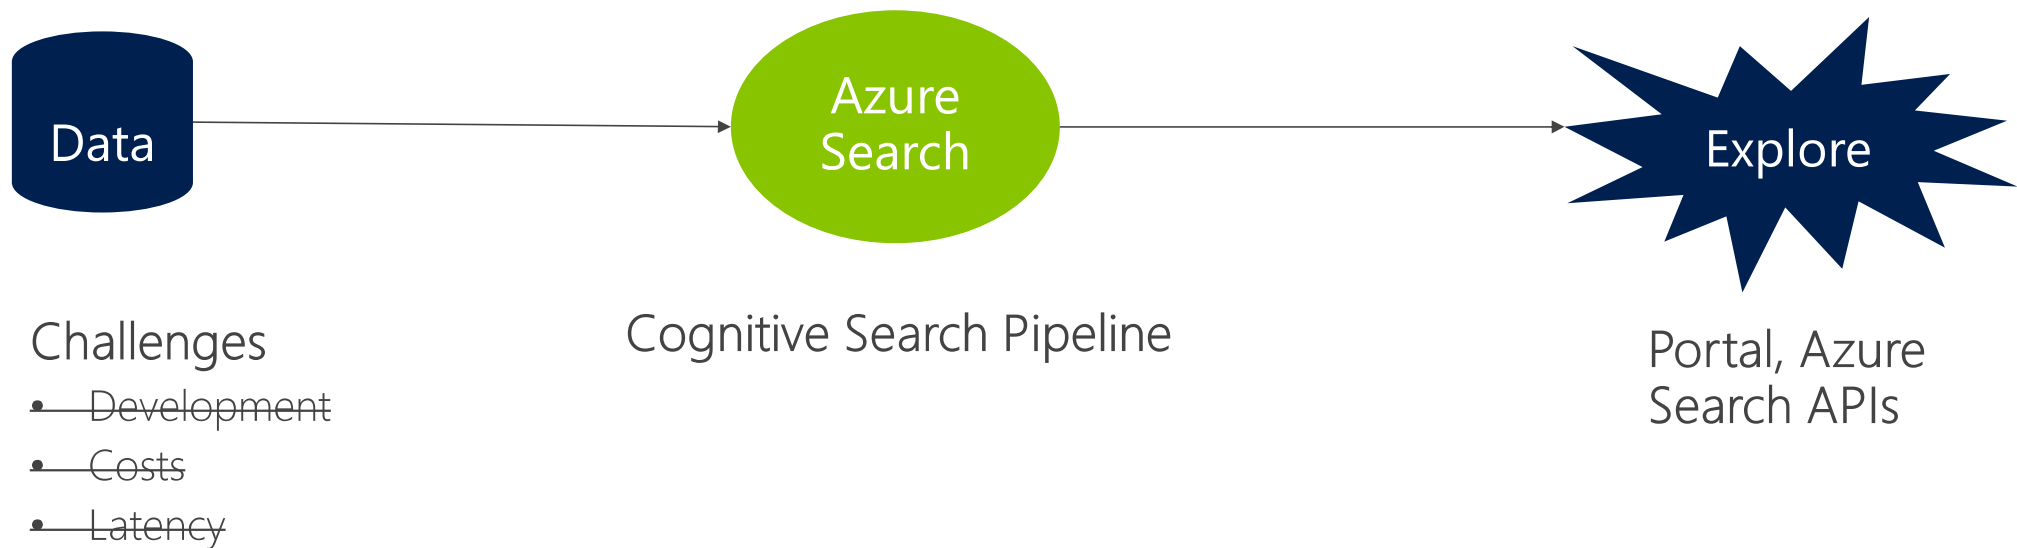 Data
Azure
Search
Explore
Challenges
• Development
• Costs
• Latency
Cognitive Search Pipeline
Portal, Azure
Search APIs